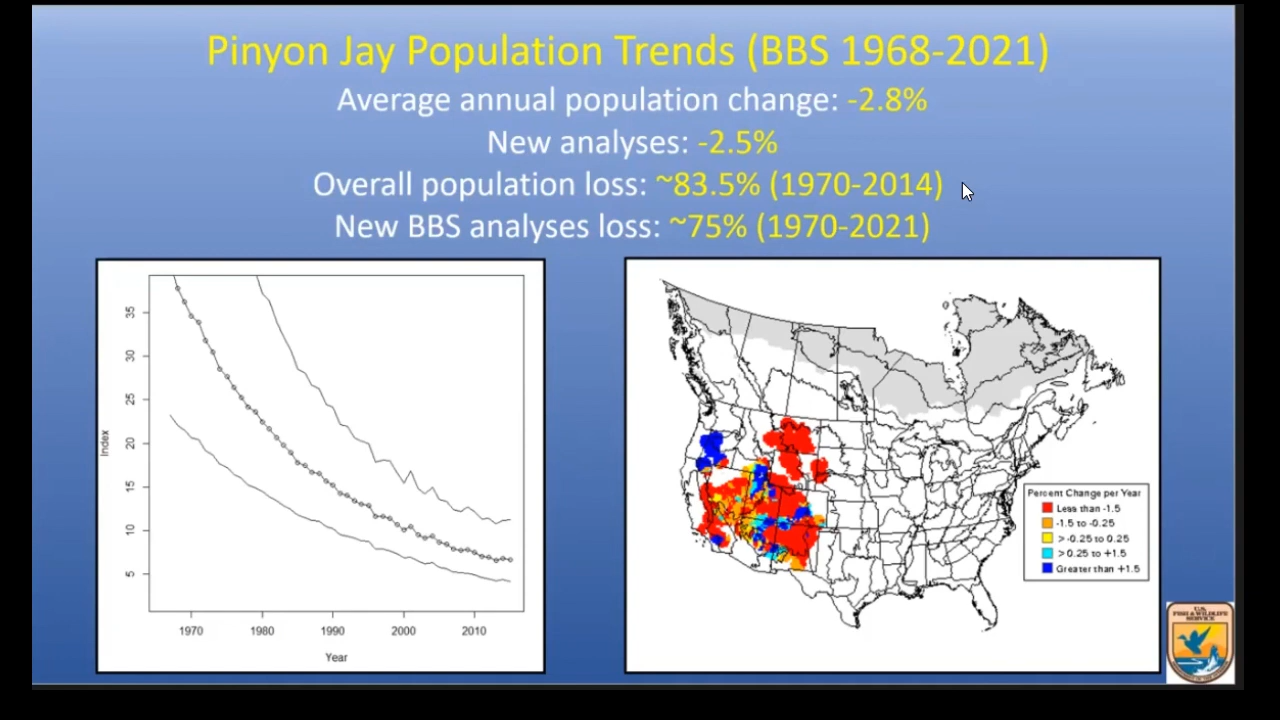 Pinyon Jay Population Trends (BBS 1968-2021)
Average annual population change: -2.8%
New analyses: -2.5%
Overall population loss: ~83.5% (1970-2014)
New BBS analyses loss: ~75% (1970-2021)
35
30
25
20
15
10
5
Index
1970 1980 1990 2000 2010
Year
Percent Change per Year
Less than -1.5
-1.5 to -0.25
> -0.25 to 0.25
> 0.25 to +1.5
Greater than +1.5
U.S.
FISH & WILDLIFE
SERVICE